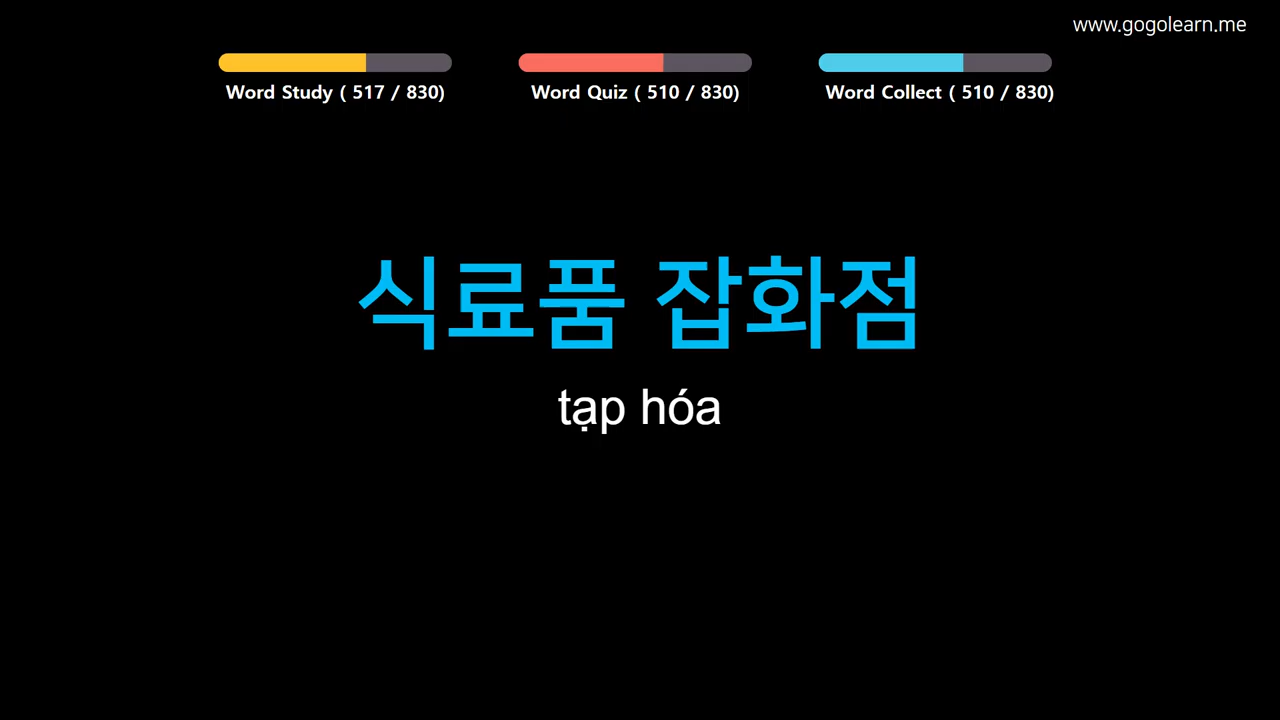 www.gogolearn.me
Word Study ( 517 / 830)
Word Quiz ( 510 / 830)
Word Collect ( 510 / 830)
식료품 잡화점
tạp hóa